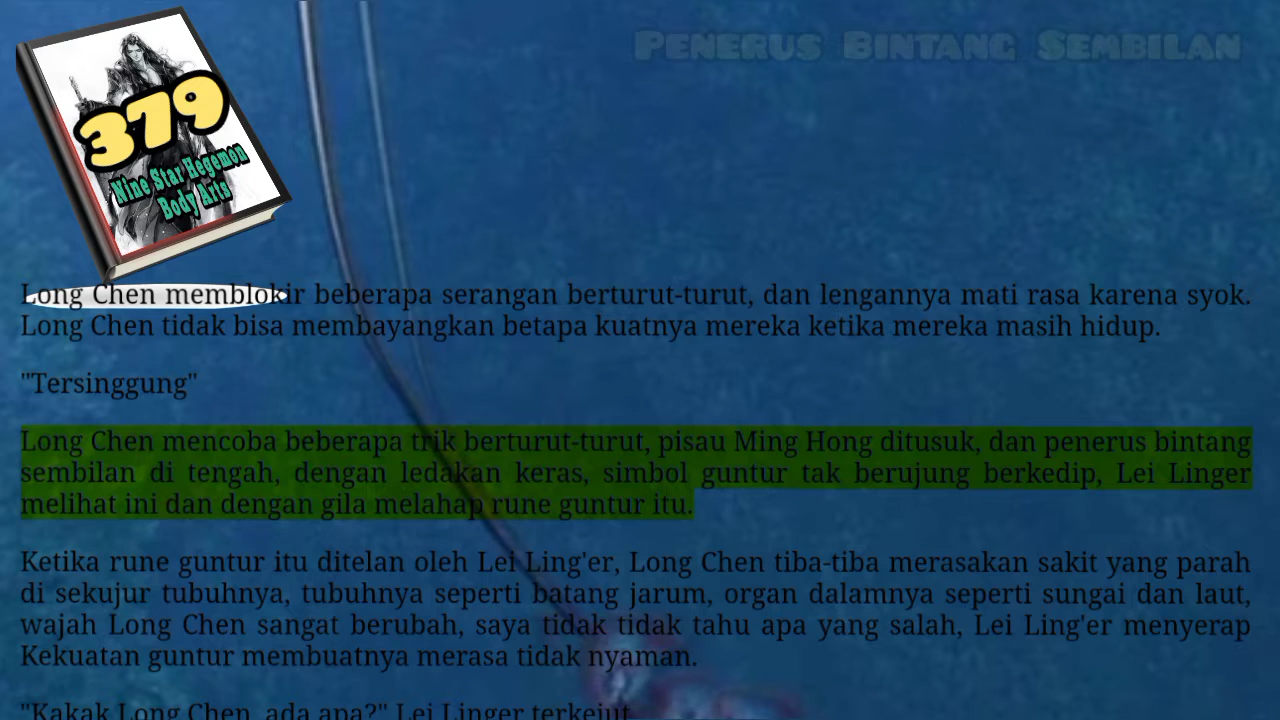 Penerus Bintang Sembilan
379
Nine Star Hegemon
Body Arts
Long Chen memblokir beberapa serangan berturut-turut, dan lengannya mati rasa karena syok.
Long Chen tidak bisa membayangkan betapa kuatnya mereka ketika mereka masih hidup.
"Tersinggung"
Long Chen mencoba beberapa trik berturut-turut, pisau Ming Hong ditusuk, dan penerus bintang
sembilan di tengah, dengan ledakan keras, simbol guntur tak berujung berkedip, Lei Linger
melihat ini dan dengan gila melahap rune guntur itu.
Ketika rune guntur itu ditelan oleh Lei Ling'er, Long Chen tiba-tiba merasakan sakit yang parah
di sekujur tubuhnya, tubuhnya seperti batang jarum, organ dalamnya seperti sungai dan laut,
wajah Long Chen sangat berubah, saya tidak tidak tahu apa yang salah, Lei Ling'er menyerap
Kekuatan guntur membuatnya merasa tidak nyaman.
"Kakak Long Chen, ada apa?" Lei Linger terkejut